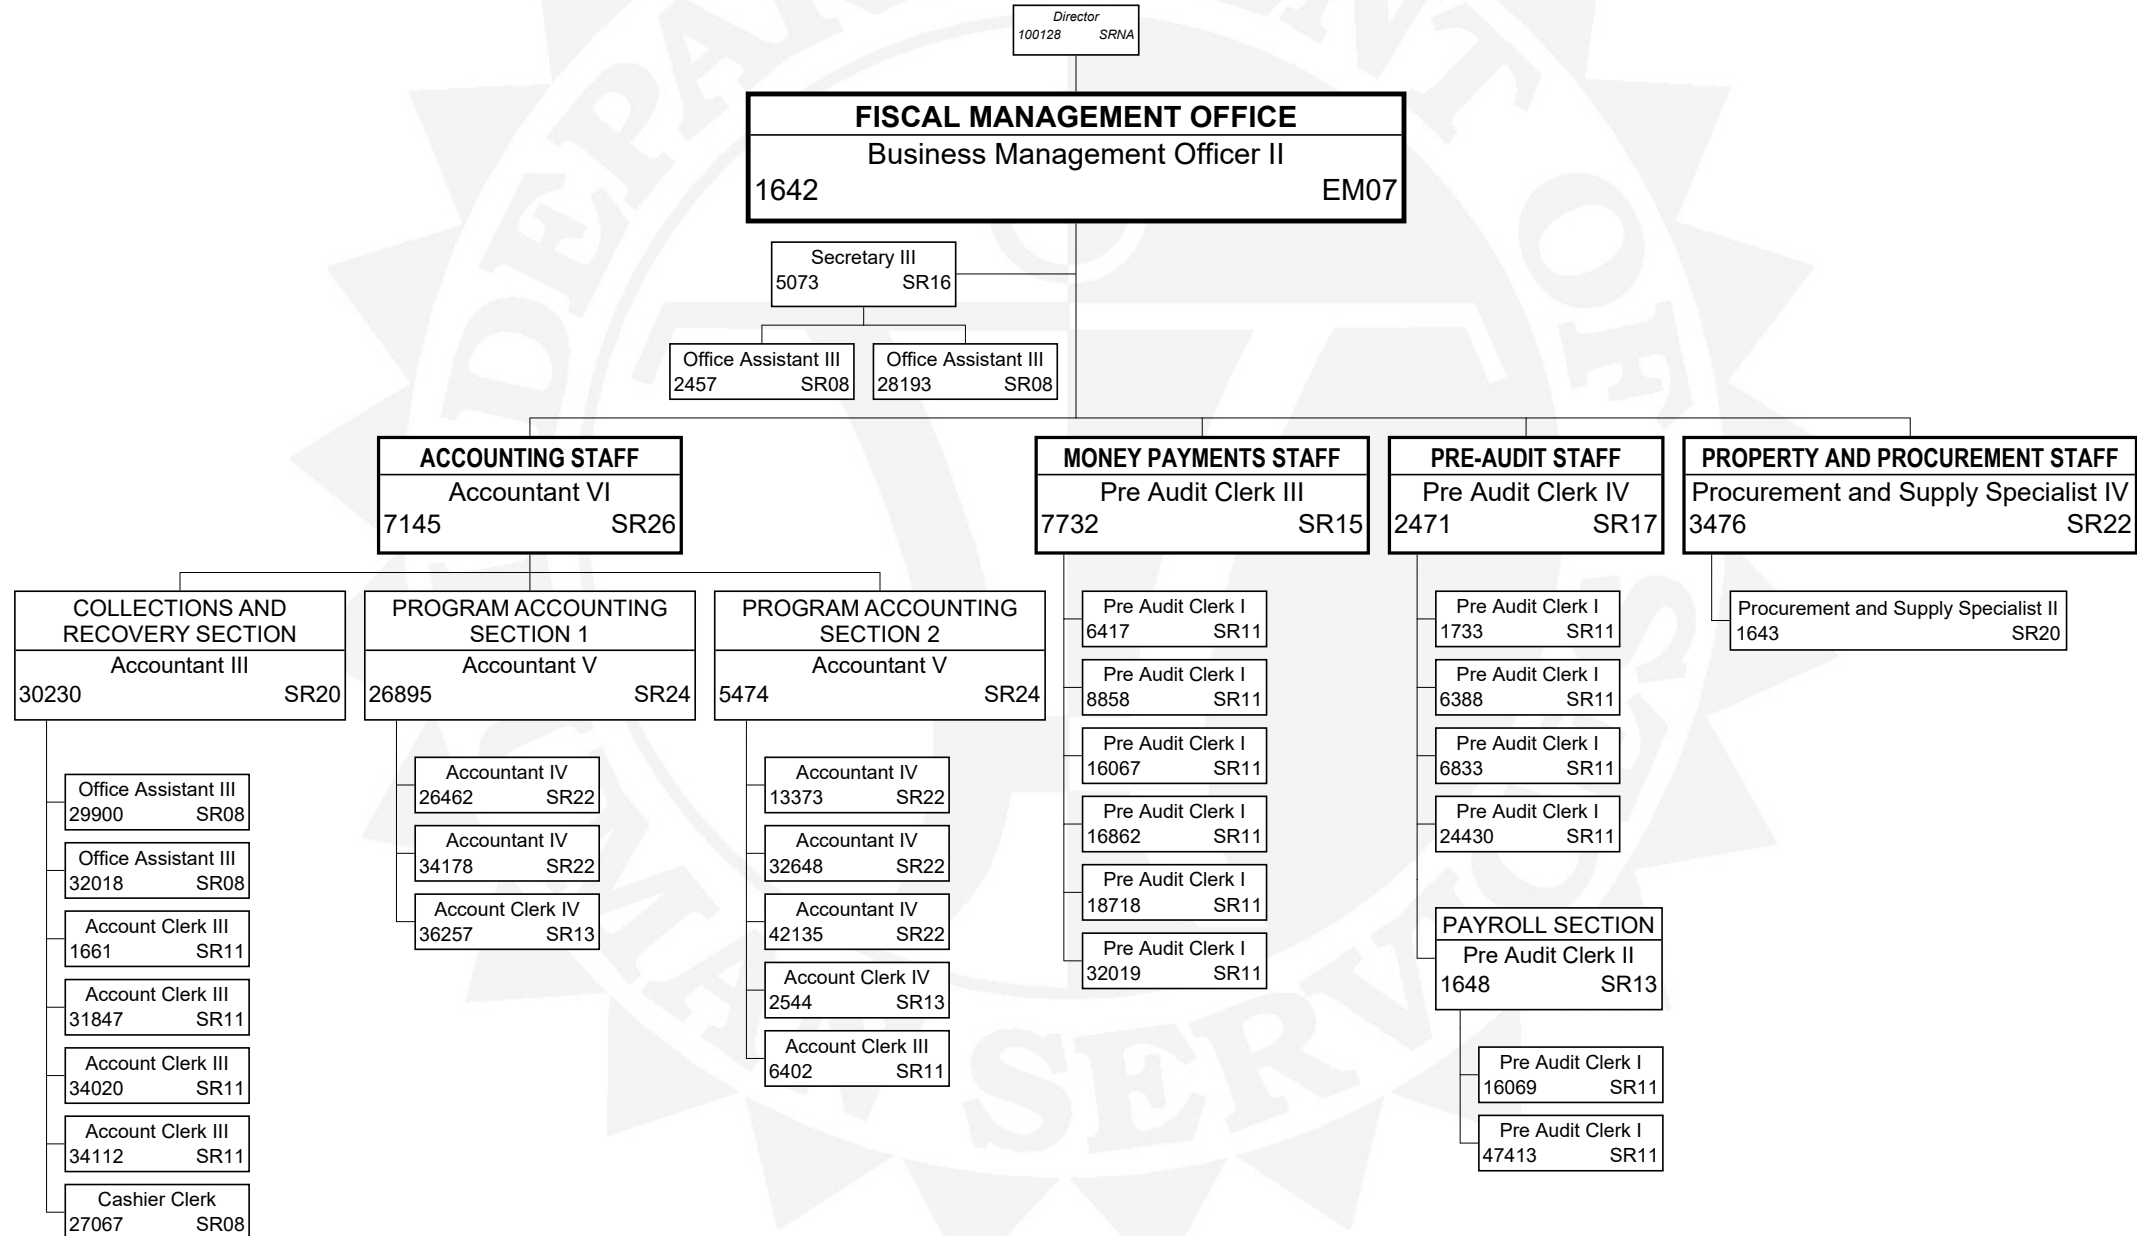 Director
100128 SRNA
FISCAL MANAGEMENT OFFICE
Business Management Officer II
1642 EM07
Secretary III
5073 SR16
Office Assistant III
2457 SR08
Office Assistant III
28193 SR08
ACCOUNTING STAFF
Accountant VI
7145 SR26
MONEY PAYMENTS STAFF
Pre Audit Clerk III
7732 SR15
PRE-AUDIT STAFF
Pre Audit Clerk IV
2471 SR17
PROPERTY AND PROCUREMENT STAFF
Procurement and Supply Specialist IV
3476 SR22
COLLECTIONS AND
RECOVERY SECTION
Accountant III
30230 SR20
Office Assistant III
29900 SR08
Office Assistant III
32018 SR08
Account Clerk III
1661 SR11
Account Clerk III
31847 SR11
Account Clerk III
34020 SR11
Account Clerk III
34112 SR11
Cashier Clerk
27067 SR08
PROGRAM ACCOUNTING
SECTION 1
Accountant V
26895 SR24
Accountant IV
26462 SR22
Accountant IV
34178 SR22
Account Clerk IV
36257 SR13
PROGRAM ACCOUNTING
SECTION 2
Accountant V
5474 SR24
Accountant IV
13373 SR22
Accountant IV
32648 SR22
Accountant IV
42135 SR22
Account Clerk IV
2544 SR13
Account Clerk III
6402 SR11
Pre Audit Clerk I
6417 SR11
Pre Audit Clerk I
8858 SR11
Pre Audit Clerk I
16067 SR11
Pre Audit Clerk I
16862 SR11
Pre Audit Clerk I
18718 SR11
Pre Audit Clerk I
32019 SR11
Pre Audit Clerk I
1733 SR11
Pre Audit Clerk I
6388 SR11
Pre Audit Clerk I
6833 SR11
Pre Audit Clerk I
24430 SR11
PAYROLL SECTION
Pre Audit Clerk II
1648 SR13
Pre Audit Clerk I
16069 SR11
Pre Audit Clerk I
47413 SR11
Procurement and Supply Specialist II
1643 SR20